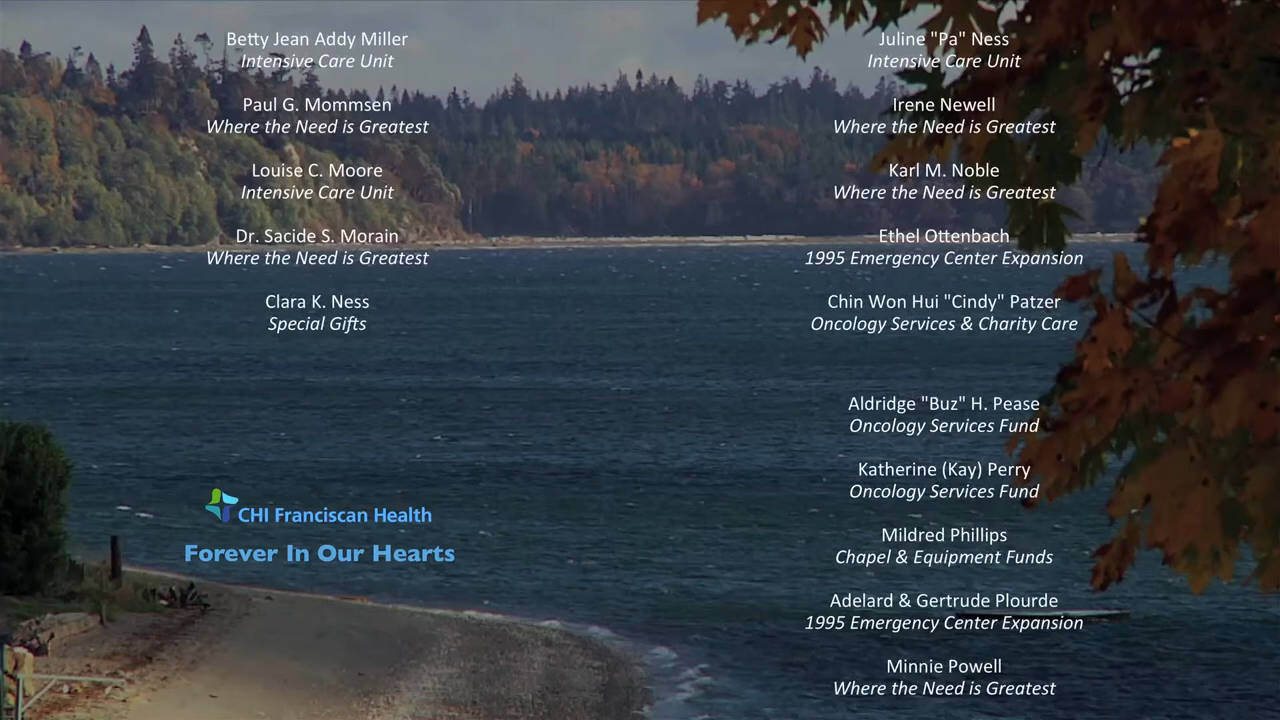 Betty Jean Addy Miller
Intensive Care Unit
Paul G. Mommsen
Where the Need is Greatest
Louise C. Moore
Intensive Care Unit
Dr. Sacide S. Morain
Where the Need is Greatest
Clara K. Ness
Special Gifts
CHI Franciscan Health
Forever In Our Hearts
Juline "Pa" Ness
Intensive Care Unit
Irene Newell
Where the Need is Greatest
Karl M. Noble
Where the Need is Greatest
Ethel Ottenbach
1995 Emergency Center Expansion
Chin Won Hui "Cindy" Patzer
Oncology Services & Charity Care
Aldridge "Buz" H. Pease
Oncology Services Fund
Katherine (Kay) Perry
Oncology Services Fund
Mildred Phillips
Chapel & Equipment Funds
Adelard & Gertrude Plourde
1995 Emergency Center Expansion
Minnie Powell
Where the Need is Greatest